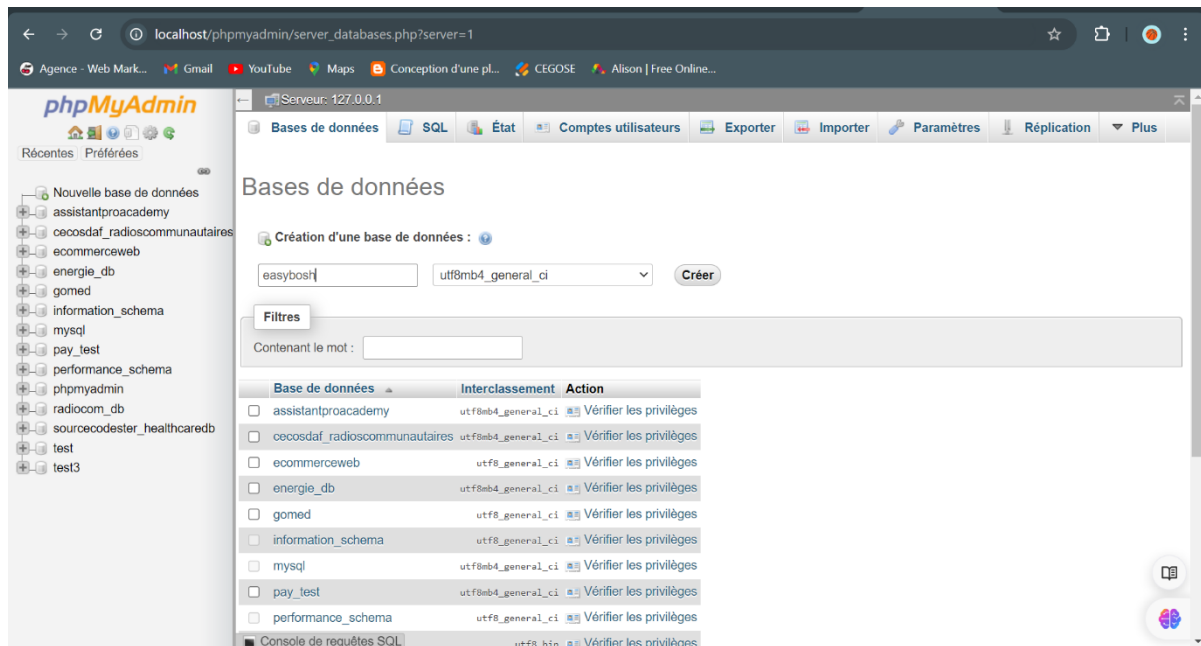 localhost/phpmyadmin/server_databases.php?server=1
Agence - Web Mark... Gmail YouTube Maps Conception d'une pl... CEGOSE Alison | Free Online...
phpMyAdmin
Récentes Préférées
Nouvelle base de données
assistantproacademy
cecosdaf_radioscommunautaires
ecommerceweb
energie_db
gomed
information_schema
mysql
pay_test
performance_schema
phpmyadmin
radiocom_db
sourcecodester_healthcaredb
test
test3
Serveur: 127.0.0.1
Bases de données SQL État Comptes utilisateurs Exporter Importer Paramètres Réplication Plus
Bases de données
Création d'une base de données :
easybosh utf8mb4_general_ci Créer
Filtres
Contenant le mot :
Base de données Interclassement Action
assistantproacademy utf8mb4_general_ci Vérifier les privilèges
cecosdaf_radioscommunautaires utf8mb4_general_ci Vérifier les privilèges
ecommerceweb utf8_general_ci Vérifier les privilèges
energie_db utf8mb4_general_ci Vérifier les privilèges
gomed utf8_general_ci Vérifier les privilèges
information_schema utf8_general_ci Vérifier les privilèges
mysql utf8mb4_general_ci Vérifier les privilèges
pay_test utf8mb4_general_ci Vérifier les privilèges
performance_schema utf8_general_ci Vérifier les privilèges
Console de requêtes SQL utf8_bin Vérifier les privilèges